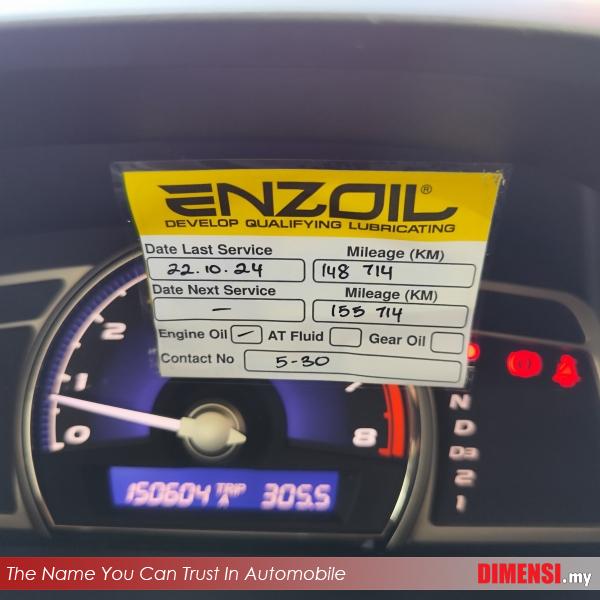 ENZOIL®
DEVELOP QUALIFYING LUBRICATING
Date Last Service Mileage (KM)
22.10.24 148 714
Date Next Service Mileage (KM)
— 155 714
Engine Oil AT Fluid Gear Oil
Contact No 5-30
2
1
0
8
N
D
D3
2
1
150604 TRIP A 305.5
The Name You Can Trust In Automobile
DIMENSI.my